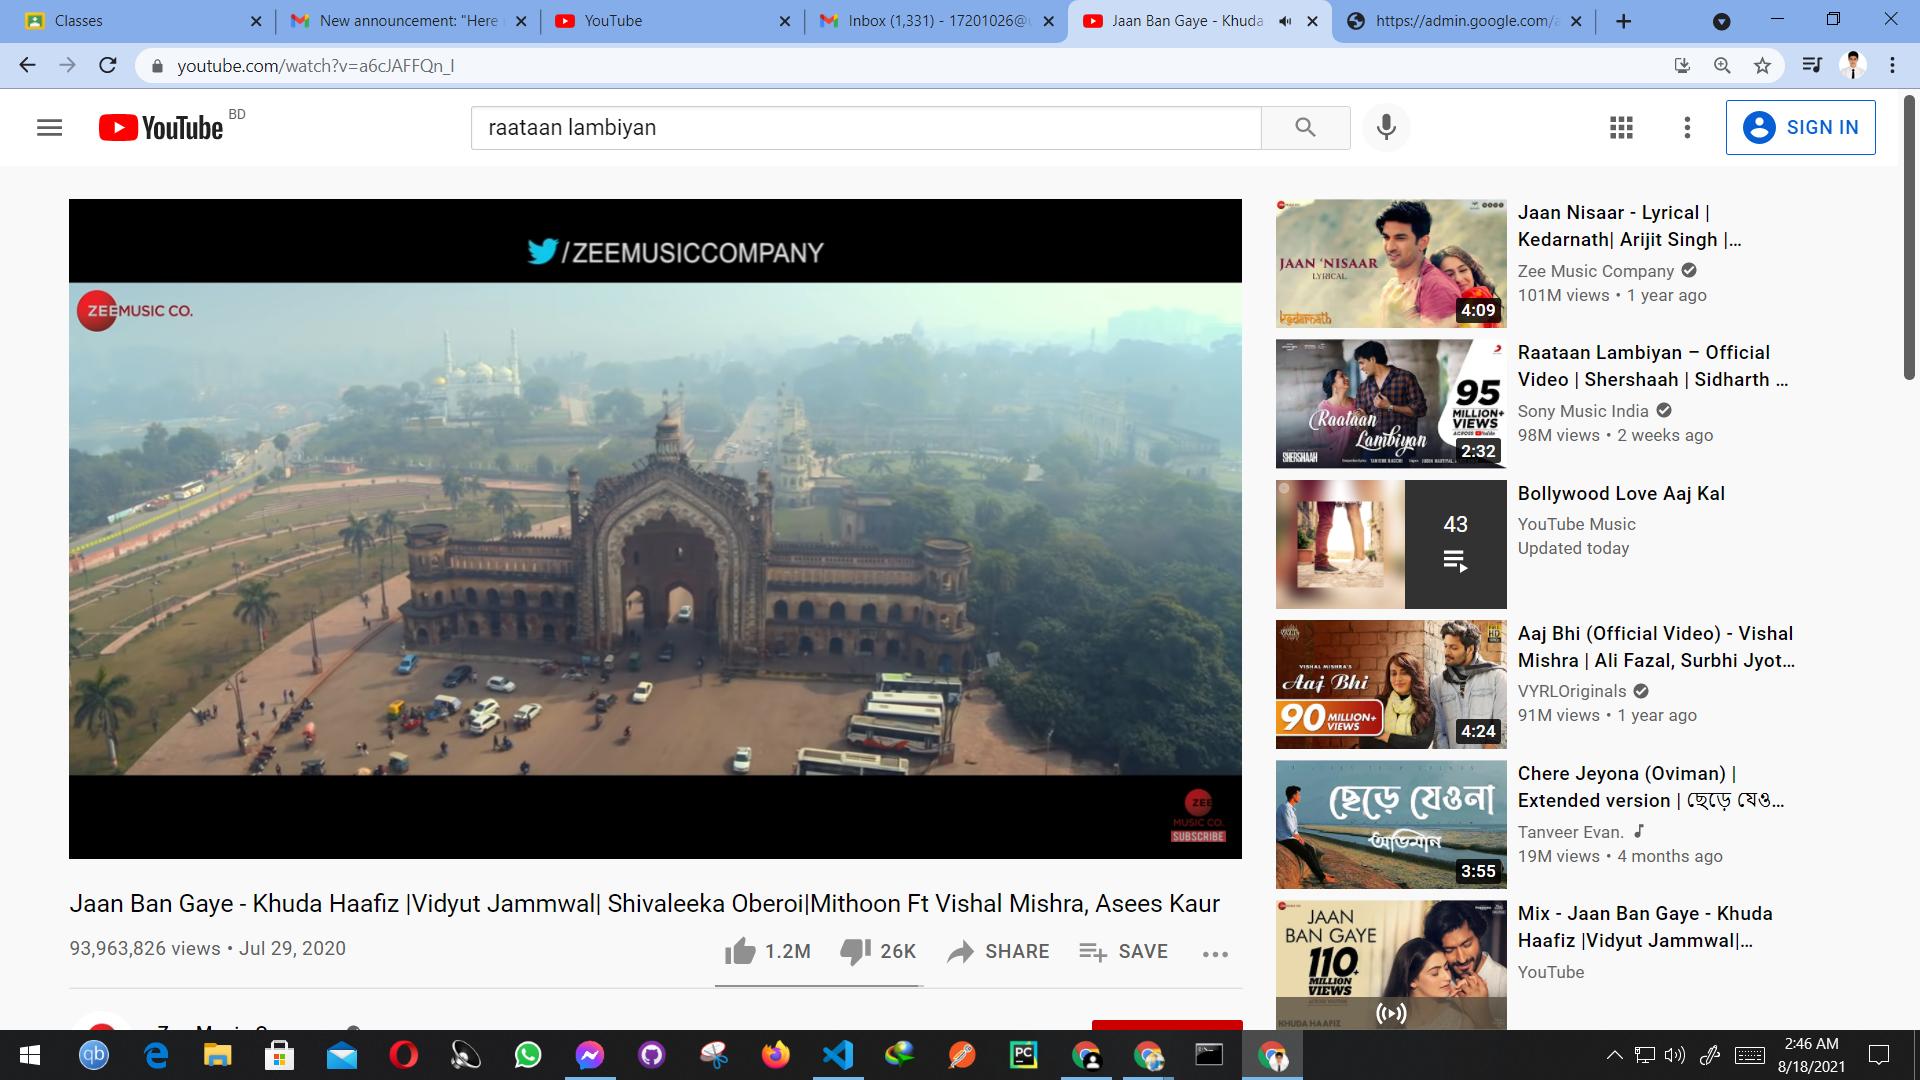 Classes
New announcement: "Here
YouTube
Inbox (1,331) - 17201026@
Jaan Ban Gaye - Khuda
https://admin.google.com/a
youtube.com/watch?v=a6cJAFFQn_I
YouTube BD
raataan lambiyan
SIGN IN
/ZEEMUSICCOMPANY
ZEE MUSIC CO.
ZEE
MUSIC CO.
SUBSCRIBE
Jaan Ban Gaye - Khuda Haafiz |Vidyut Jammwal| Shivaleeka Oberoi|Mithoon Ft Vishal Mishra, Asees Kaur
93,963,826 views • Jul 29, 2020
1.2M
26K
SHARE
SAVE
JAAN 'NISAAR
LYRICAL
kedarnath
4:09
Jaan Nisaar - Lyrical |
Kedarnath| Arijit Singh |...
Zee Music Company
101M views • 1 year ago
Raataan
Lambiyan
SHERSHAAH
95
MILLION+
VIEWS
2:32
Raataan Lambiyan – Official
Video | Shershaah | Sidharth ...
Sony Music India
98M views • 2 weeks ago
43
Bollywood Love Aaj Kal
YouTube Music
Updated today
VISHAL MISHRA'S
Aaj Bhi
90 MILLION+
VIEWS
4:24
Aaj Bhi (Official Video) - Vishal
Mishra | Ali Fazal, Surbhi Jyot...
VYRLOriginals
91M views • 1 year ago
ছেড়ে যেওনা
অভিমান
3:55
Chere Jeyona (Oviman) |
Extended version | ছেড়ে যেও...
Tanveer Evan.
19M views • 4 months ago
JAAN
BAN GAYE
110+
MILLION
VIEWS
KHUDA HAAFIZ
Mix - Jaan Ban Gaye - Khuda
Haafiz |Vidyut Jammwal|...
YouTube
qb
PC
2:46 AM
8/18/2021